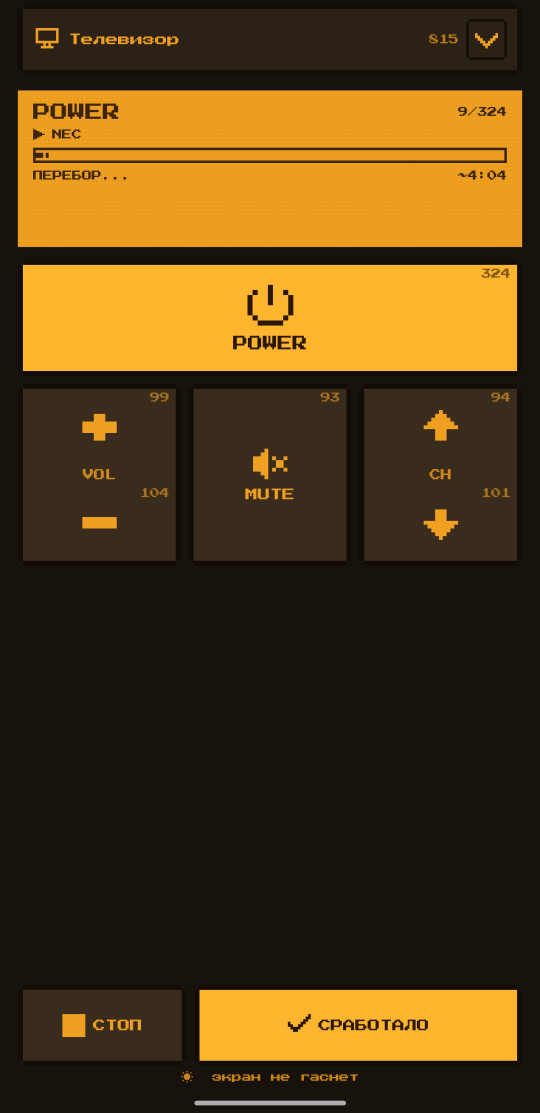 Телевизор 815
POWER 9/324
▶ NEC
ПЕРЕБОР... ~4:04
324
POWER
99 93 94
VOL CH
104 MUTE 101
СТОП СРАБОТАЛО
экран не гаснет